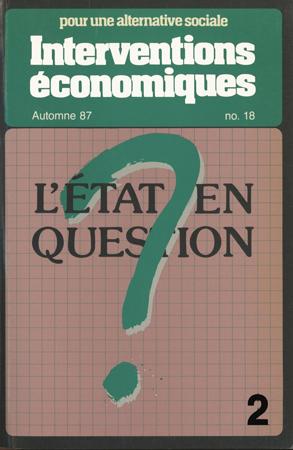 pour une alternative sociale
Interventions
économiques
Automne 87 no. 18
L'ÉTAT EN
QUESTION
?
2